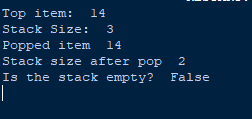 Top item:  14
Stack Size:  3
Popped item  14
Stack size after pop  2
Is the stack empty?  False